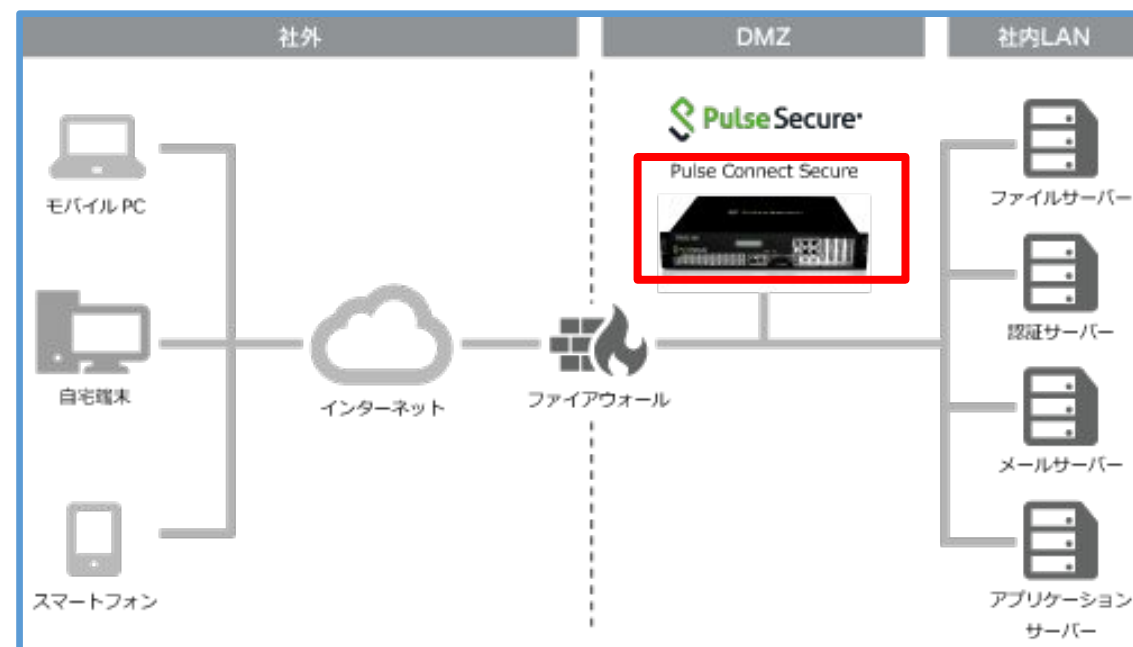 社外
DMZ
社内LAN
Pulse Secure
Pulse Connect Secure
モバイル PC
ファイルサーバー
認証サーバー
自宅端末
インターネット
ファイアウォール
メールサーバー
スマートフォン
アプリケーション
サーバー